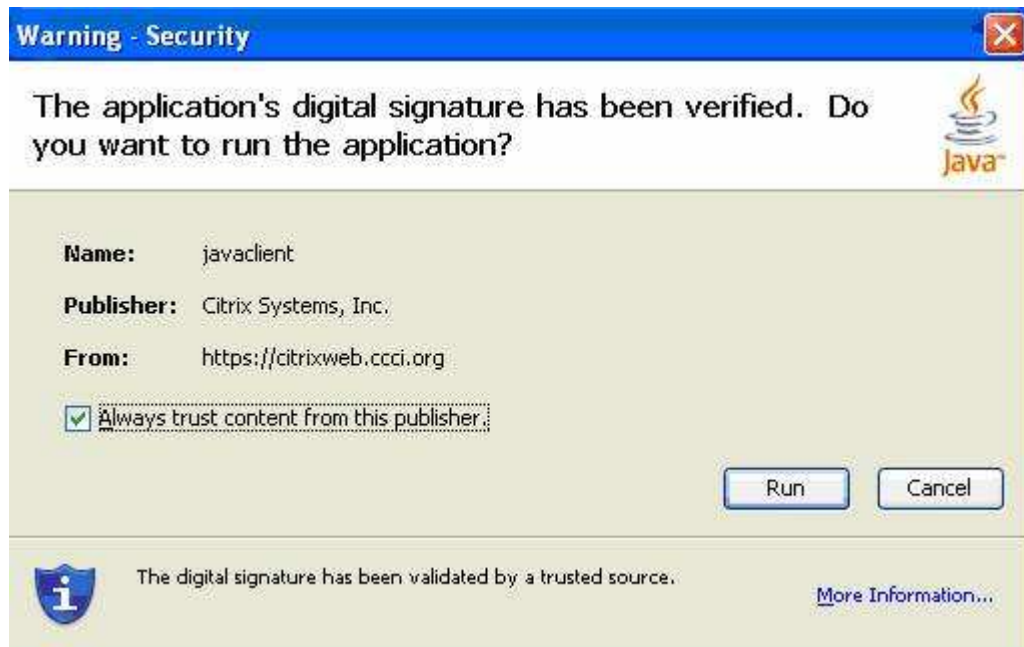 Warning - Security
The application's digital signature has been verified. Do
you want to run the application?
Java™
Name: javaclient
Publisher: Citrix Systems, Inc.
From: https://citrixweb.ccci.org
Always trust content from this publisher.
Run Cancel
The digital signature has been validated by a trusted source.
More Information...